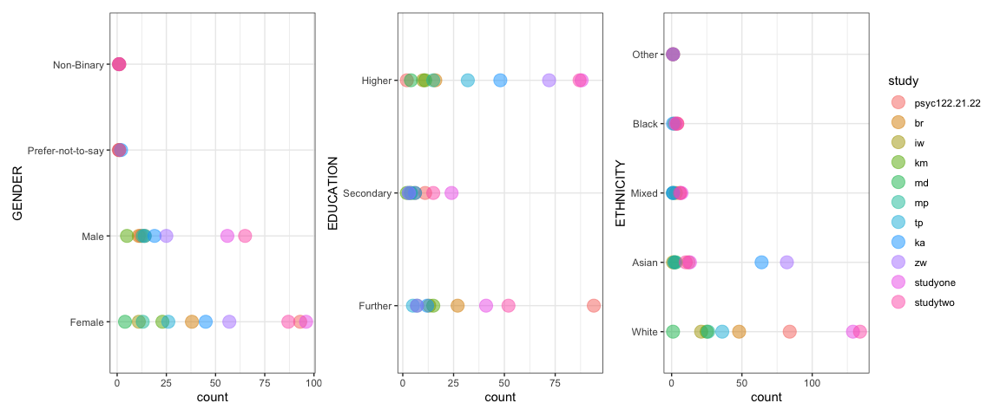 GENDER
Non-Binary
Prefer-not-to-say
Male
Female
0 25 50 75 100
count
EDUCATION
Higher
Secondary
Further
0 25 50 75
count
ETHNICITY
Other
Black
Mixed
Asian
White
0 50 100
count
study
psyc122.21.22
br
iw
km
md
mp
tp
ka
zw
studyone
studytwo